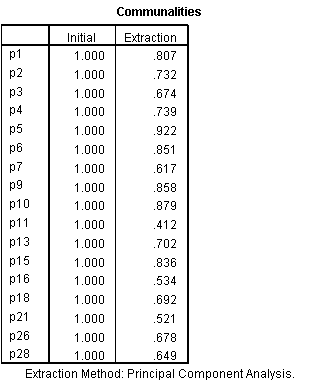 Communalities
Initial Extraction
p1 1.000 .807
p2 1.000 .732
p3 1.000 .674
p4 1.000 .739
p5 1.000 .922
p6 1.000 .851
p7 1.000 .617
p9 1.000 .858
p10 1.000 .879
p11 1.000 .412
p13 1.000 .702
p15 1.000 .836
p16 1.000 .534
p18 1.000 .692
p21 1.000 .521
p26 1.000 .678
p28 1.000 .649
Extraction Method: Principal Component Analysis.